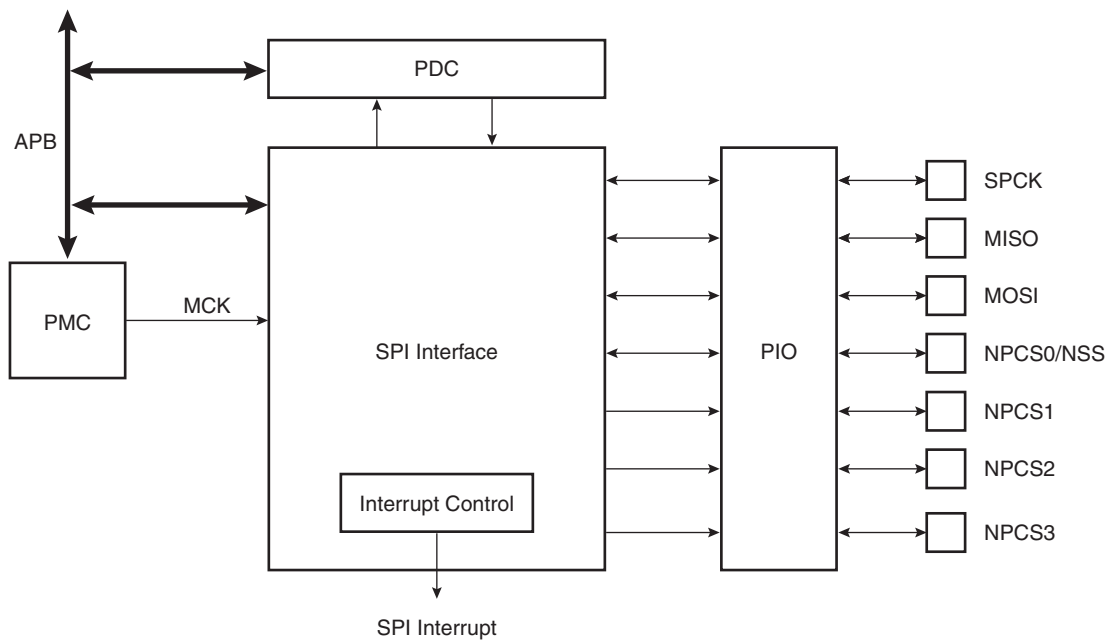 PDC
APB
SPCK
MISO
MCK
MOSI
PMC
SPI Interface
PIO
NPCS0/NSS
NPCS1
NPCS2
Interrupt Control
NPCS3
SPI Interrupt